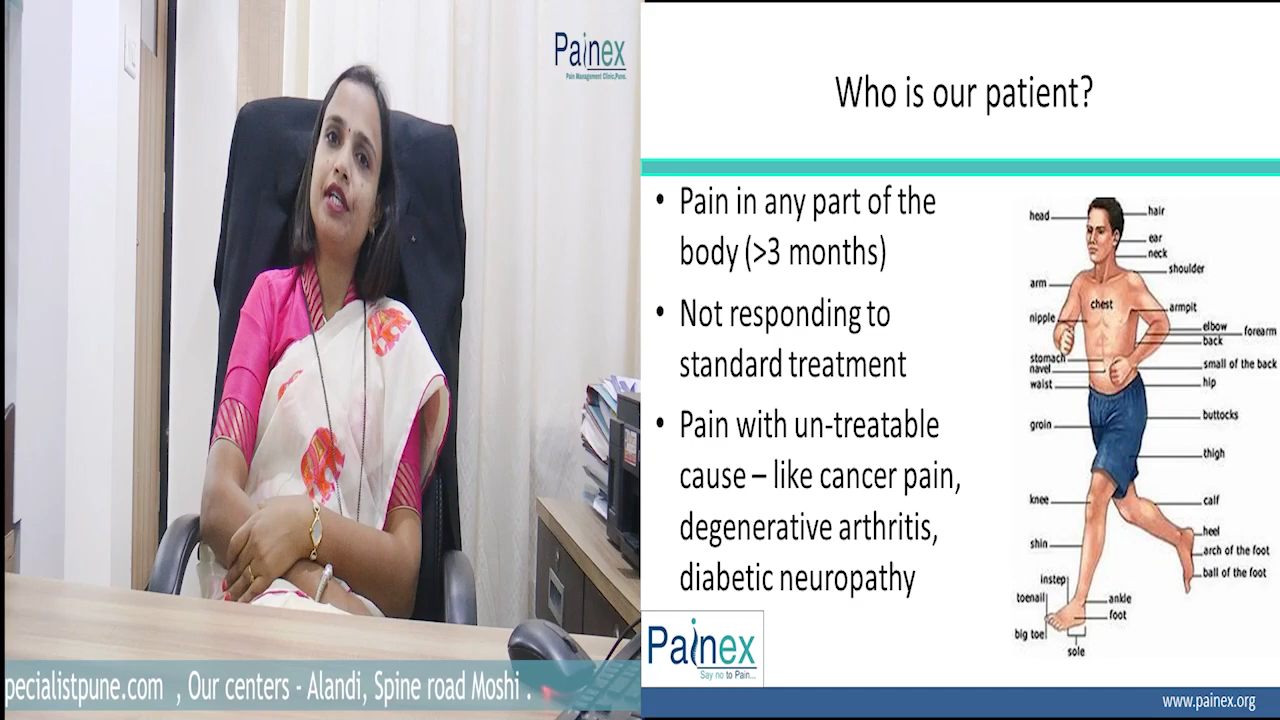 Painex
Pain Management Clinic,Pune.
pecialistpune.com , Our centers - Alandi, Spine road Moshi .
Who is our patient?
• Pain in any part of the
body (>3 months)
• Not responding to
standard treatment
• Pain with un-treatable
cause – like cancer pain,
degenerative arthritis,
diabetic neuropathy
head
hair
ear
neck
shoulder
arm
chest
armpit
nipple
elbow
forearm
back
stomach
small of the back
navel
waist
hip
buttocks
groin
thigh
knee
calf
heel
shin
arch of the foot
ball of the foot
instep
toenail
ankle
foot
big toe
sole
Painex
Say no to Pain...
www.painex.org